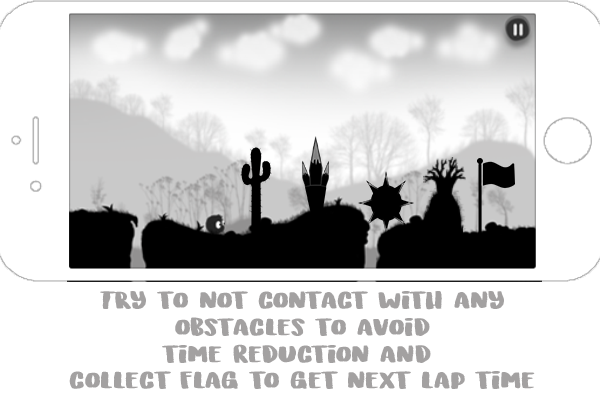 TRY TO NOT CONTACT WITH ANY
OBSTACLES TO AVOID
TIME REDUCTION AND
COLLECT FLAG TO GET NEXT LAP TIME